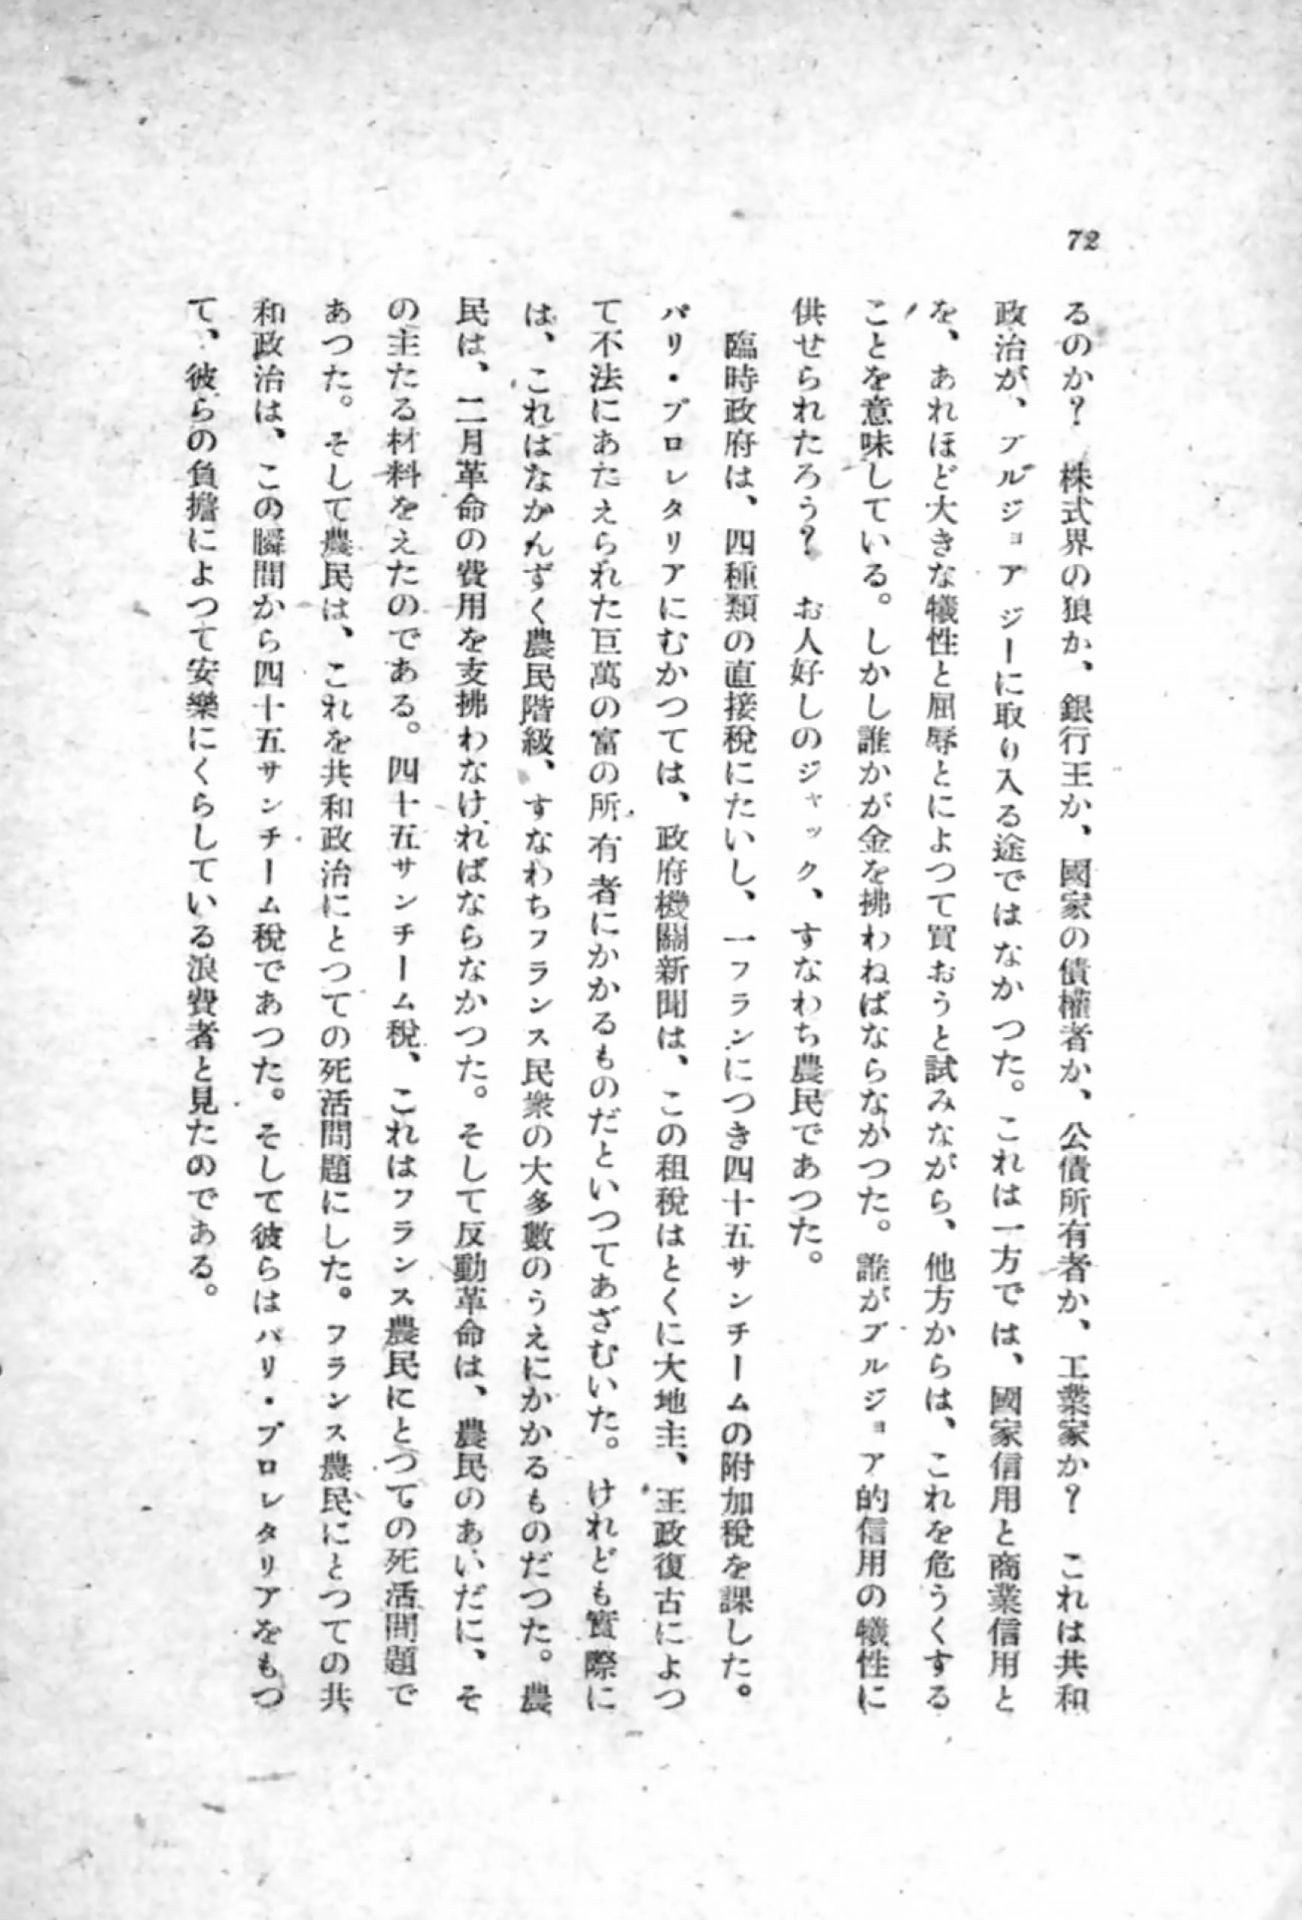 72
るのか？　株式界の狼か、銀行王か、國家の債權者か、公債所有者か、工業家か？　これは共和
政治が、ブルジョアジーに取り入る途ではなかつた。これは一方では、國家信用と商業信用と
を、あれほど大きな犧性と屈辱とによつて買おうと試みながら、他方からは、これを危うくする
ことを意味している。しかし誰かが金を拂わねばならなかつた。誰がブルジョア的信用の犧性に
供せられたろう？　お人好しのジャック、すなわち農民であつた。
　臨時政府は、四種類の直接稅にたいし、一フランにつき四十五サンチームの附加稅を課した。
パリ・プロレタリアにむかつては、政府機關新聞は、この租稅はとくに大地主、王政復古によつ
て不法にあたえられた巨萬の富の所有者にかかるものだといつてあざむいた。けれども實際に
は、これはなかんずく農民階級、すなわちフランス民衆の大多數のうえにかかるものだつた。農
民は、二月革命の費用を支拂わなければならなかつた。そして反動革命は、農民のあいだに、そ
の主たる材料をえたのである。四十五サンチーム稅、これはフランス農民にとつての死活問題で
あつた。そして農民は、これを共和政治にとつての死活問題にした。フランス農民にとつての共
和政治は、この瞬間から四十五サンチーム稅であつた。そして彼らはパリ・プロレタリアをもつ
て、彼らの負擔によつて安樂にくらしている浪費者と見たのである。